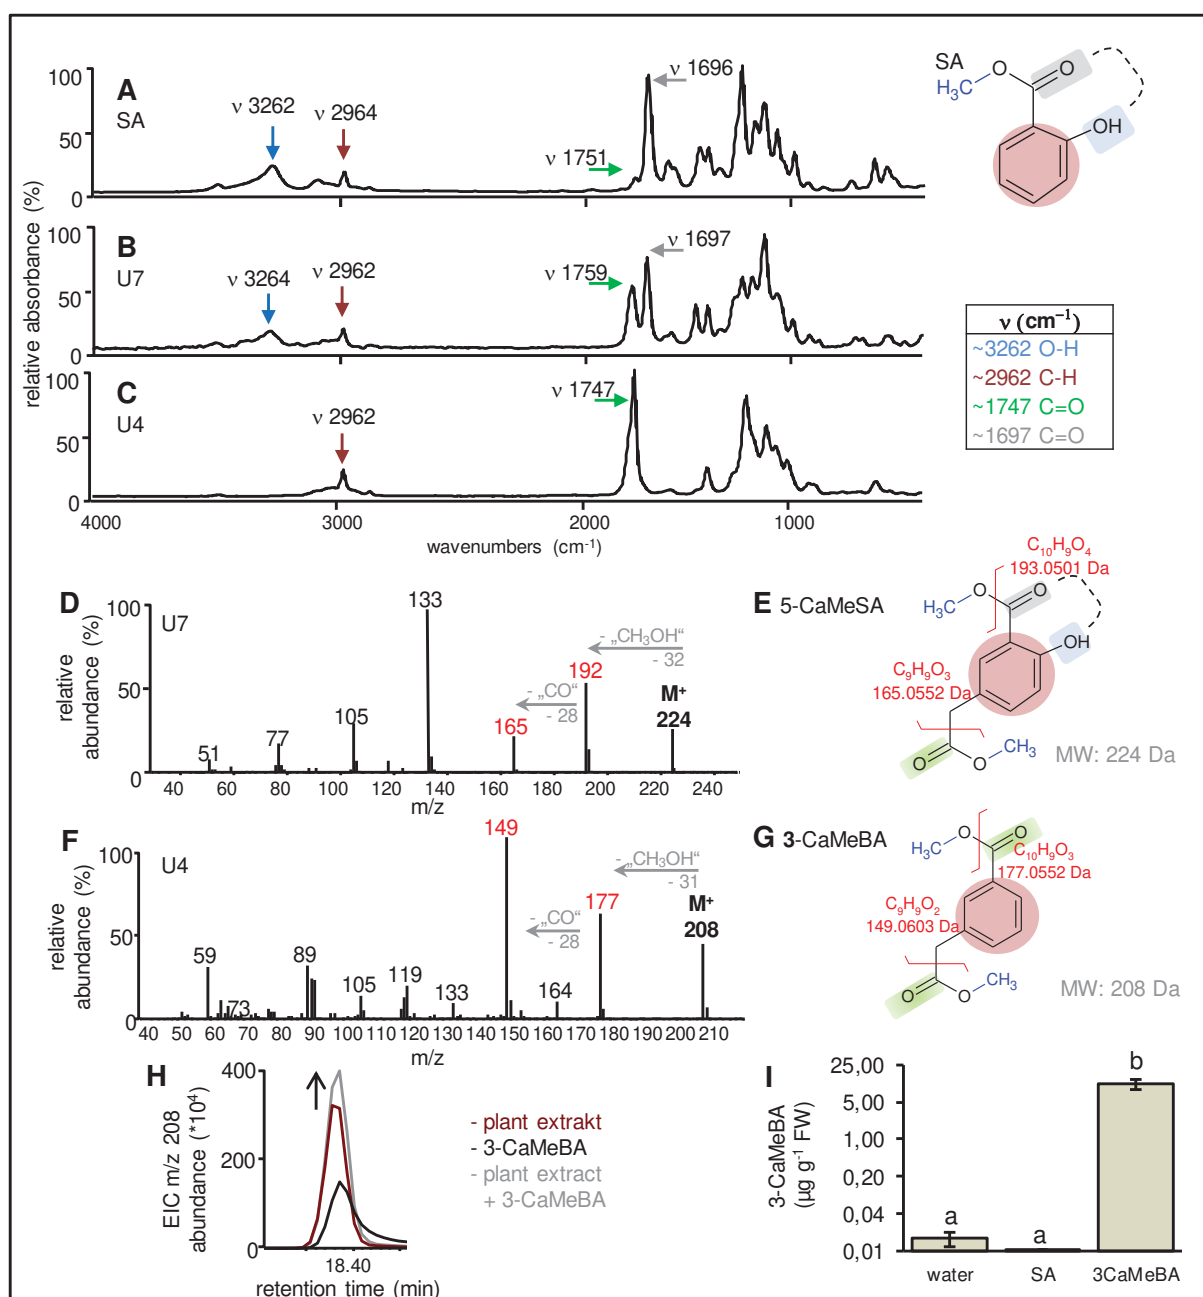 A
SA
100
50
0
ν 3262
ν 2964
ν 1751
ν 1696
SA
H₃C
O
O
OH
relative absorbance (%)
B
U7
100
50
0
ν 3264
ν 2962
ν 1759
ν 1697
ν (cm⁻¹)
~3262 O-H
~2962 C-H
~1747 C=O
~1697 C=O
C
U4
100
50
0
ν 2962
ν 1747
4000
3000
2000
1000
wavenumbers (cm⁻¹)
D
U7
relative
abundance (%)
100
50
0
51
77
105
133
165
192
M⁺
224
- „CH₃OH“
- 32
- „CO“
- 28
40 60 80 100 120 140 160 180 200 220 240
m/z
E 5-CaMeSA
C₁₀H₉O₄
193.0501 Da
H₃C
O
O
OH
C₉H₉O₃
165.0552 Da
O
O
CH₃
MW: 224 Da
F
U4
relative
abundance (%)
100
50
0
59
73
89
105
119
133
149
164
177
M⁺
208
- „CH₃OH“
- 31
- „CO“
- 28
40 50 60 70 80 90 100 110 120 130 140 150 160 170 180 190 200 210
m/z
G 3-CaMeBA
H₃C
O
O
C₁₀H₉O₃
177.0552 Da
C₉H₉O₂
149.0603 Da
O
O
CH₃
MW: 208 Da
H
EIC m/z 208
abundance (*10⁴)
400
200
0
18.40
retention time (min)
- plant extrakt
- 3-CaMeBA
- plant extract
+ 3-CaMeBA
I
3-CaMeBA
(µg g⁻¹ FW)
25,00
5,00
1,00
0,20
0,04
0,01
a
a
b
water
SA
3CaMeBA